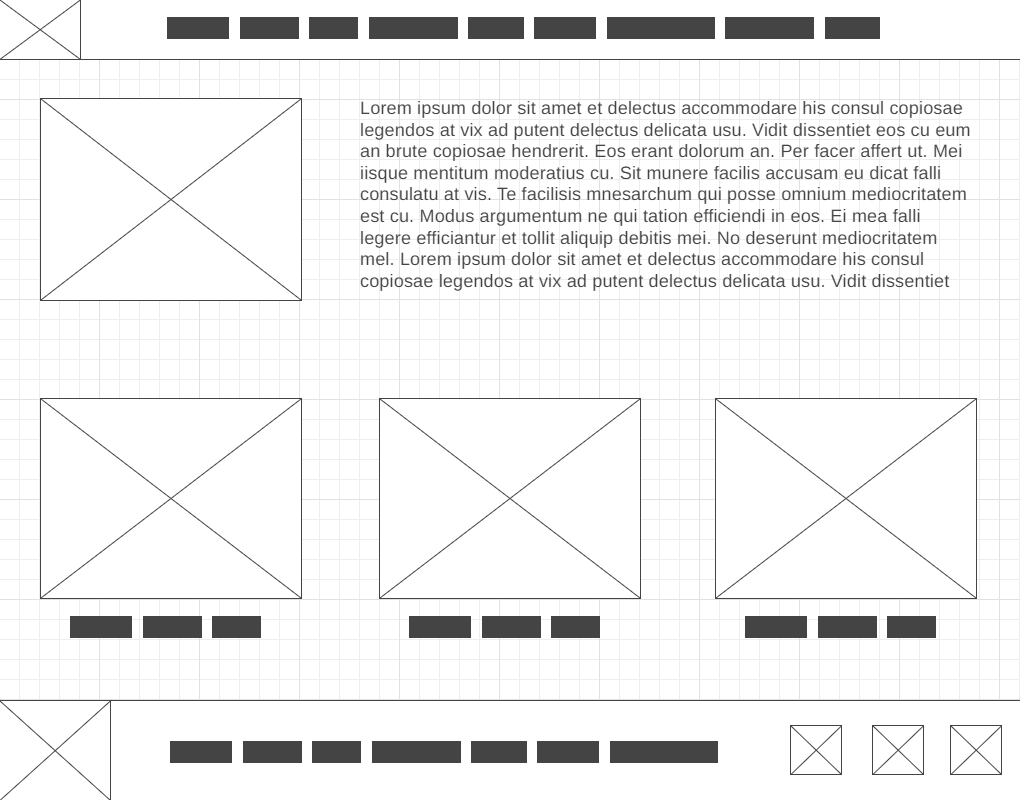 Lorem ipsum dolor sit amet et delectus accommodare his consul copiosae
legendos at vix ad putent delectus delicata usu. Vidit dissentiet eos cu eum
an brute copiosae hendrerit. Eos erant dolorum an. Per facer affert ut. Mei
iisque mentitum moderatius cu. Sit munere facilis accusam eu dicat falli
consulatu at vis. Te facilisis mnesarchum qui posse omnium mediocritatem
est cu. Modus argumentum ne qui tation efficiendi in eos. Ei mea falli
legere efficiantur et tollit aliquip debitis mei. No deserunt mediocritatem
mel. Lorem ipsum dolor sit amet et delectus accommodare his consul
copiosae legendos at vix ad putent delectus delicata usu. Vidit dissentiet